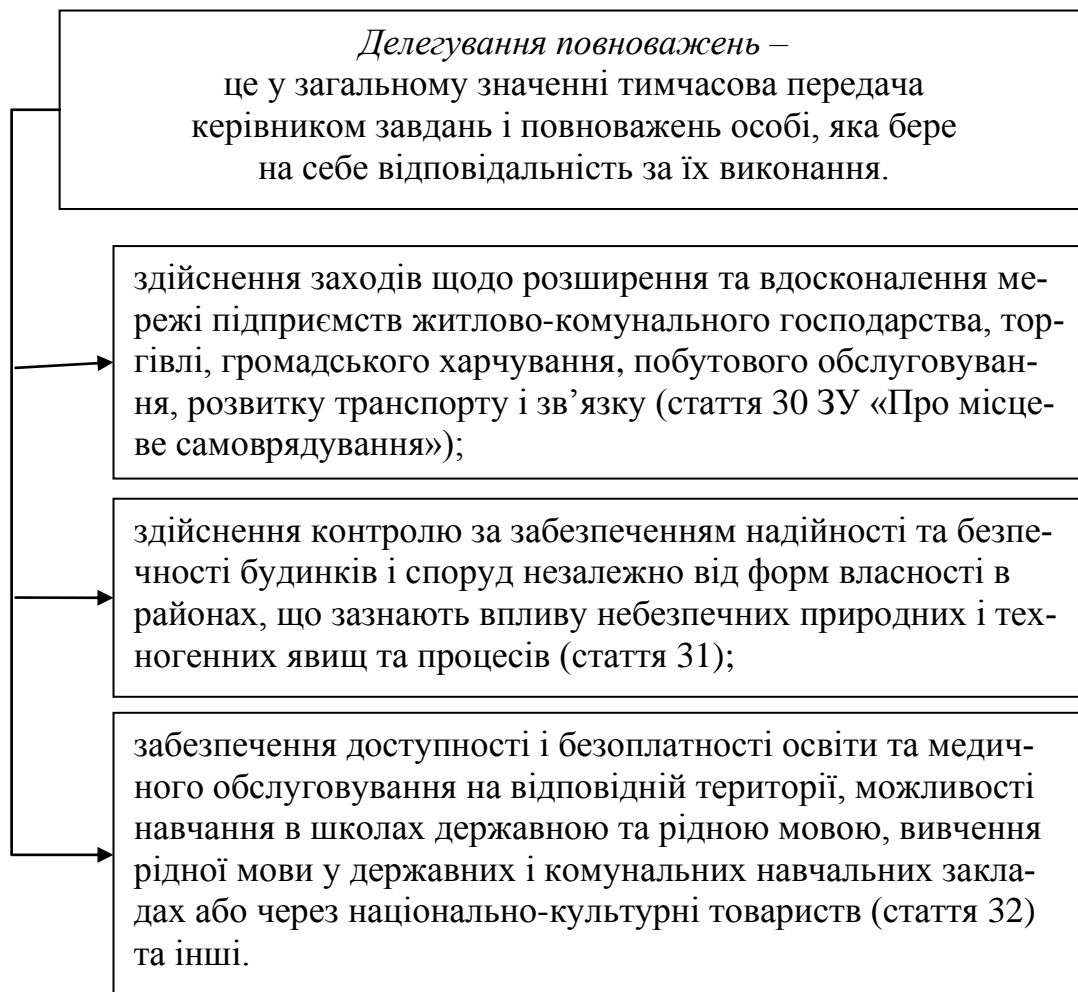 Делегування повноважень –
це у загальному значенні тимчасова передача
керівником завдань і повноважень особі, яка бере
на себе відповідальність за їх виконання.
здійснення заходів щодо розширення та вдосконалення ме-
режі підприємств житлово-комунального господарства, тор-
гівлі, громадського харчування, побутового обслуговуван-
ня, розвитку транспорту і зв’язку (стаття 30 ЗУ «Про місце-
ве самоврядування»);
здійснення контролю за забезпеченням надійності та безпе-
чності будинків і споруд незалежно від форм власності в
районах, що зазнають впливу небезпечних природних і тех-
ногенних явищ та процесів (стаття 31);
забезпечення доступності і безоплатності освіти та медич-
ного обслуговування на відповідній території, можливості
навчання в школах державною та рідною мовою, вивчення
рідної мови у державних і комунальних навчальних закла-
дах або через національно-культурні товариств (стаття 32)
та інші.